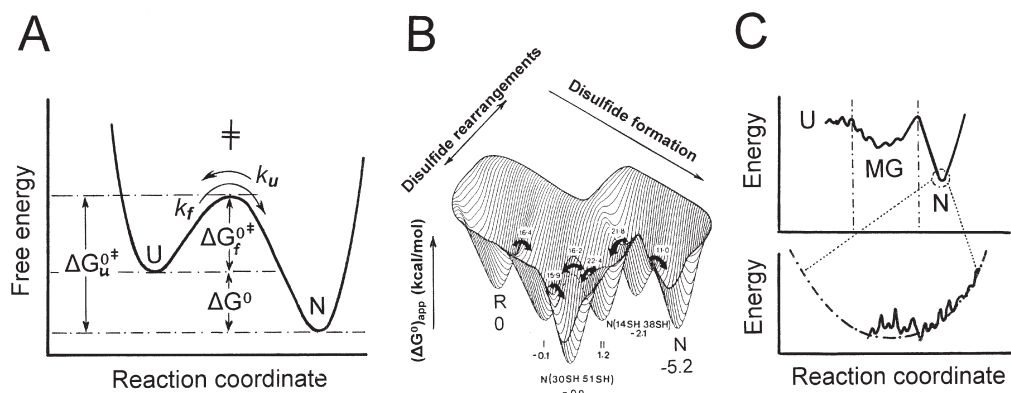 A
Free energy
‡
k_u
k_f
U
N
ΔG_u^0‡
ΔG_f^0‡
ΔG^0
Reaction coordinate
B
Disulfide rearrangements
Disulfide formation
(ΔG^0)app (kcal/mol)
16·4
15·9
16·2
22·4
21·8
11·0
R
0
I
-0.1
N(30SH 51SH)
II
1.2
N(14SH 38SH)
-2.1
N
-5.2
C
Energy
U
MG
N
Energy
Reaction coordinate